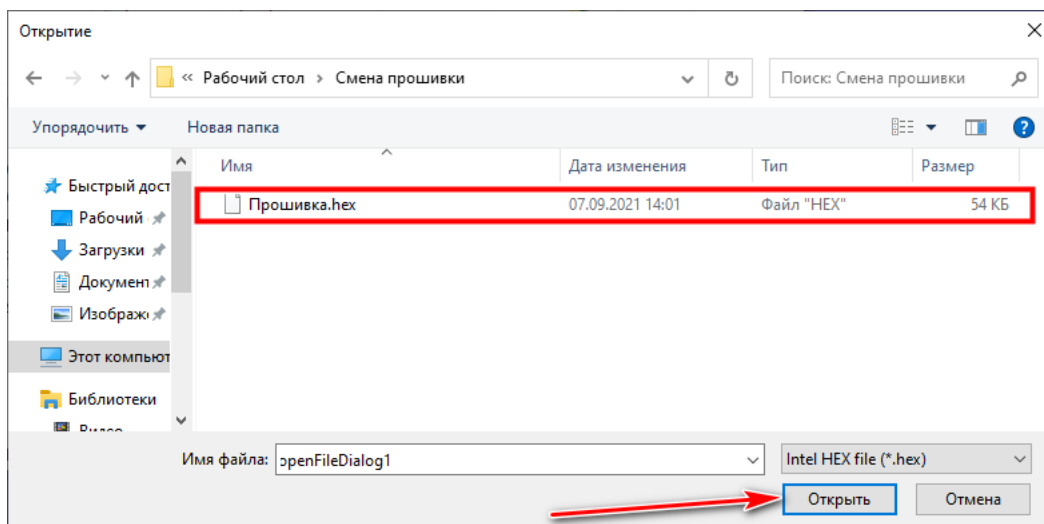 Открытие
« Рабочий стол › Смена прошивки
Поиск: Смена прошивки
Упорядочить
Новая папка
Имя
Дата изменения
Тип
Размер
Быстрый дост
Прошивка.hex 07.09.2021 14:01 Файл "HEX" 54 КБ
Рабочий
Загрузки
Документ
Изображ
Этот компьют
Библиотеки
Имя файла: openFileDialog1
Intel HEX file (*.hex)
Открыть
Отмена